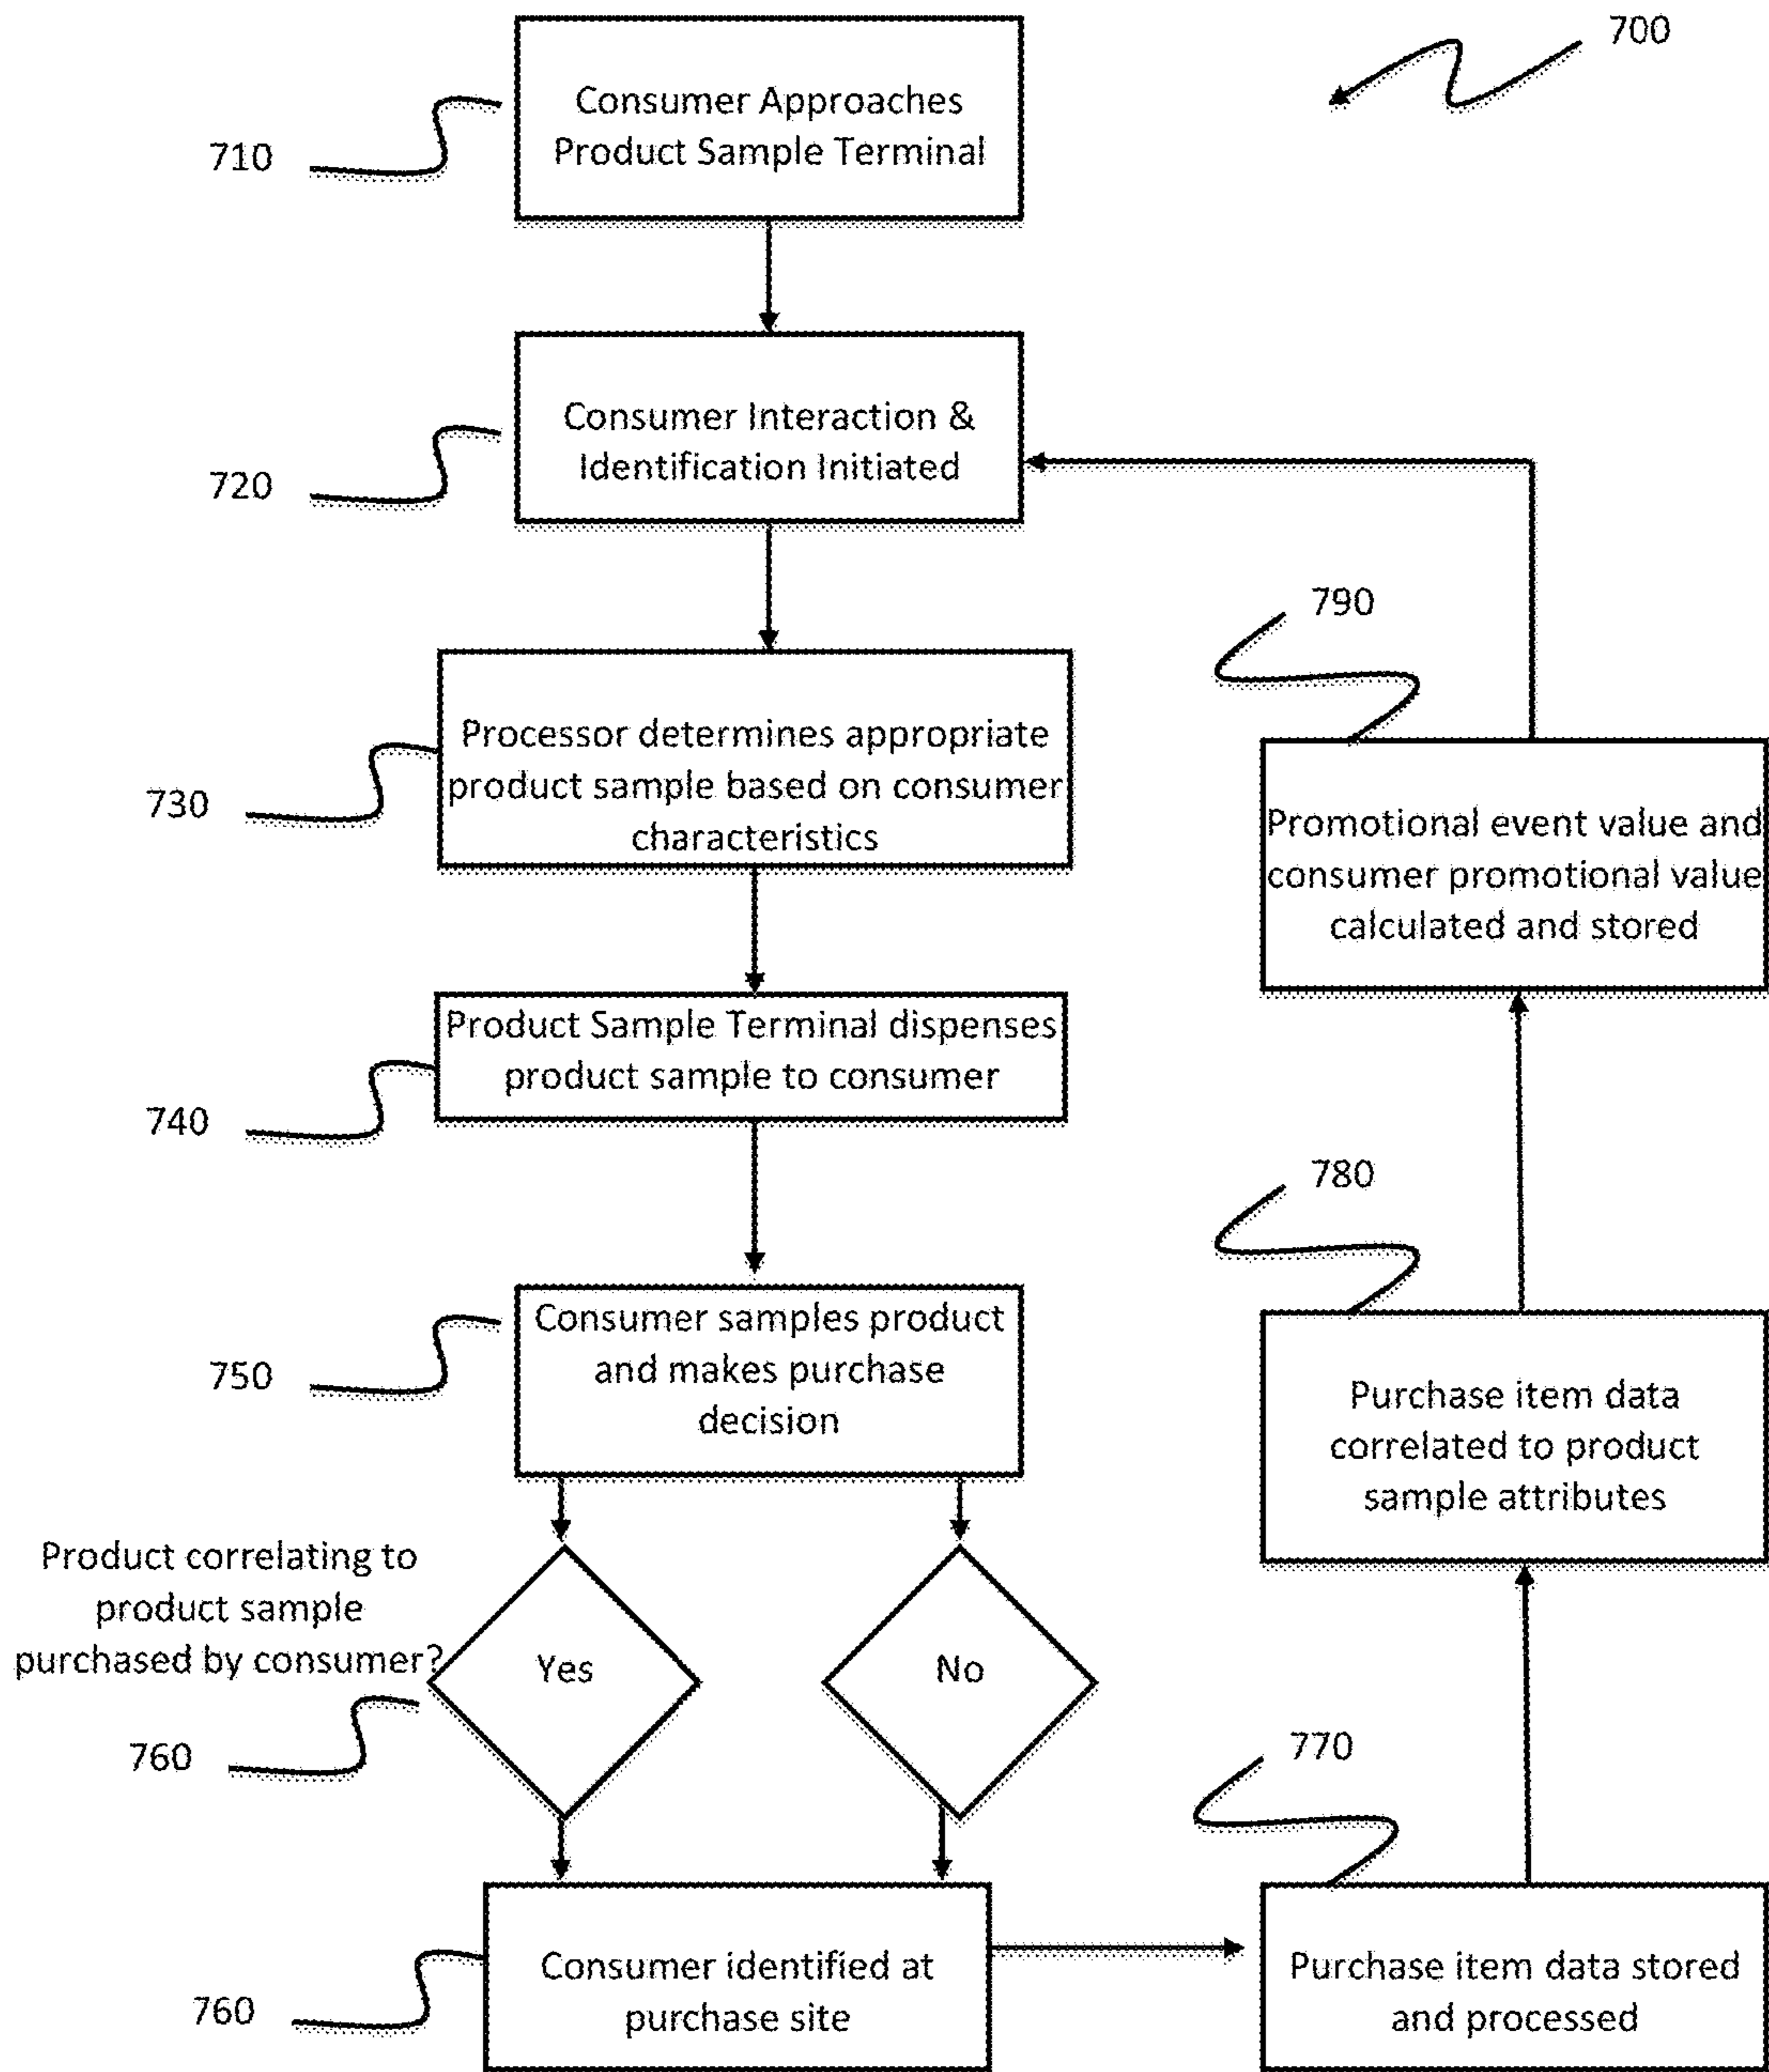 700
Consumer Approaches
Product Sample Terminal
710
Consumer Interaction &
Identification Initiated
720
Processor determines appropriate
product sample based on consumer
characteristics
730
Product Sample Terminal dispenses
product sample to consumer
740
Consumer samples product
and makes purchase
decision
750
Product correlating to
product sample
purchased by consumer?
Yes
No
760
Consumer identified at
purchase site
760
770
Purchase item data stored
and processed
780
Purchase item data
correlated to product
sample attributes
790
Promotional event value and
consumer promotional value
calculated and stored